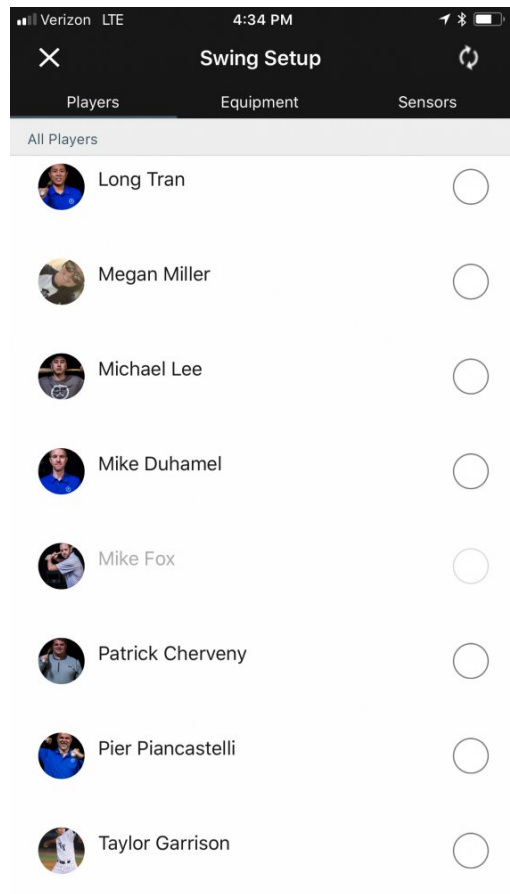 Verizon LTE 4:34 PM
Swing Setup
Players Equipment Sensors
All Players
Long Tran
Megan Miller
Michael Lee
Mike Duhamel
Mike Fox
Patrick Cherveny
Pier Piancastelli
Taylor Garrison